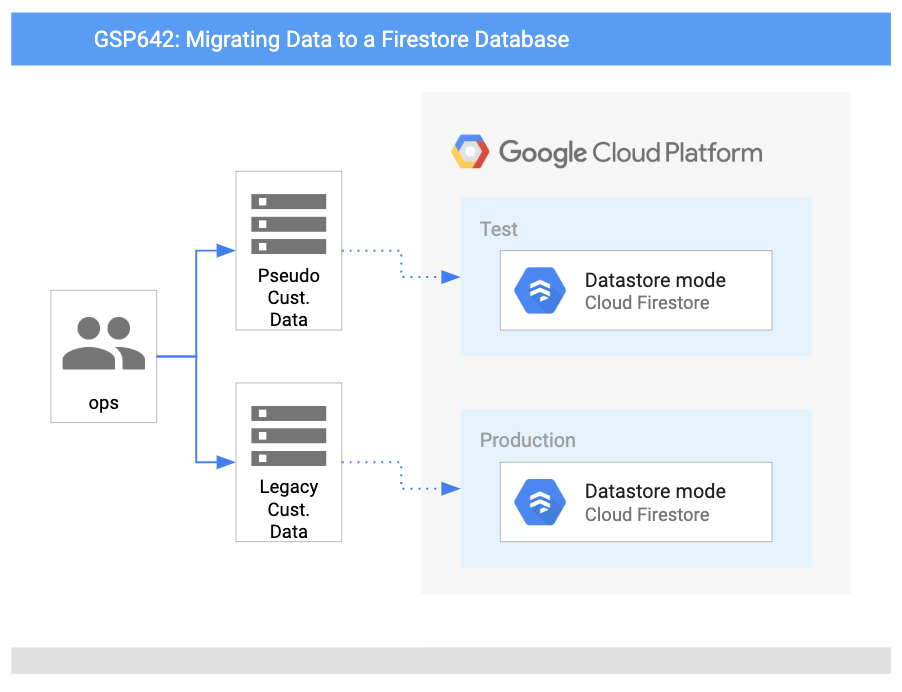 GSP642: Migrating Data to a Firestore Database
Google Cloud Platform
Test
Pseudo
Cust.
Data
Datastore mode
Cloud Firestore
ops
Production
Legacy
Cust.
Data
Datastore mode
Cloud Firestore